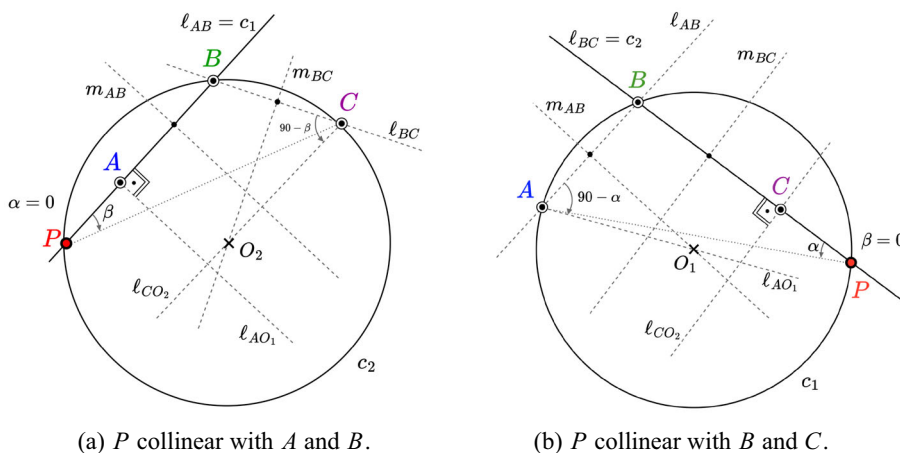 ℓ_AB = c_1
B
m_BC
m_AB
C
90 − β
ℓ_BC
A
α = 0
β
P
O_2
ℓ_CO_2
ℓ_AO_1
c_2
(a) P collinear with A and B.
ℓ_AB
ℓ_BC = c_2
m_BC
B
m_AB
A
90 − α
C
α
β = 0
O_1
ℓ_AO_1
P
ℓ_CO_2
c_1
(b) P collinear with B and C.